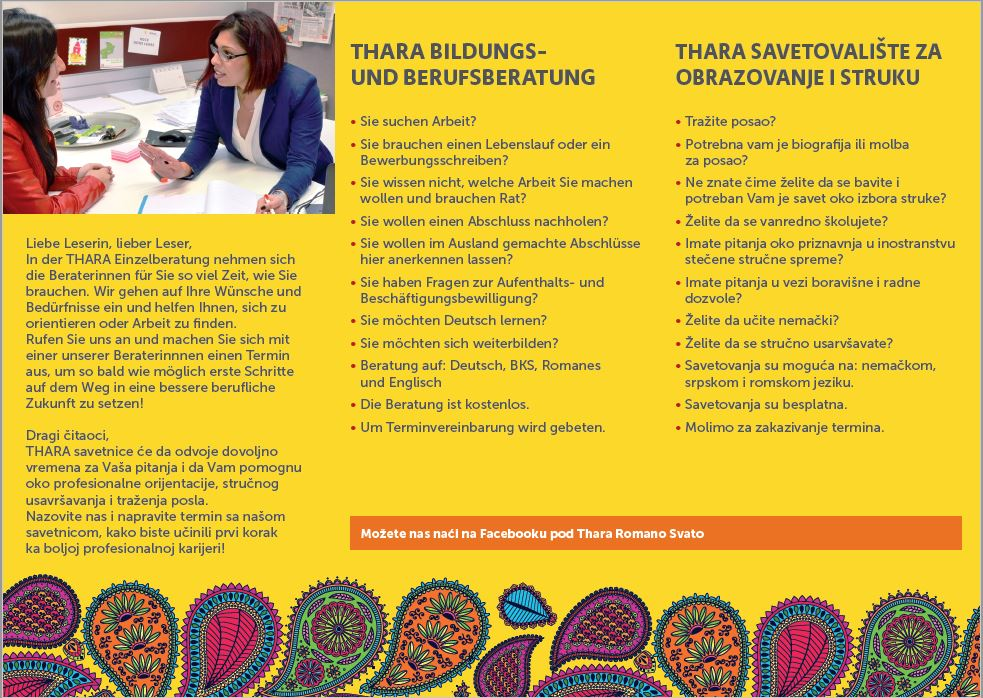 Liebe Leserin, lieber Leser,
In der THARA Einzelberatung nehmen sich
die Beraterinnen für Sie so viel Zeit, wie Sie
brauchen. Wir gehen auf Ihre Wünsche und
Bedürfnisse ein und helfen Ihnen, sich zu
orientieren oder Arbeit zu finden.
Rufen Sie uns an und machen Sie sich mit
einer unserer Beraterinnnen einen Termin
aus, um so bald wie möglich erste Schritte
auf dem Weg in eine bessere berufliche
Zukunft zu setzen!
Dragi čitaoci,
THARA savetnice će da odvoje dovoljno
vremena za Vaša pitanja i da Vam pomognu
oko profesionalne orijentacije, stručnog
usavršavanja i traženja posla.
Nazovite nas i napravite termin sa našom
savetnicom, kako biste učinili prvi korak
ka boljoj profesionalnoj karijeri!
THARA BILDUNGS-
UND BERUFSBERATUNG
• Sie suchen Arbeit?
• Sie brauchen einen Lebenslauf oder ein
Bewerbungsschreiben?
• Sie wissen nicht, welche Arbeit Sie machen
wollen und brauchen Rat?
• Sie wollen einen Abschluss nachholen?
• Sie wollen im Ausland gemachte Abschlüsse
hier anerkennen lassen?
• Sie haben Fragen zur Aufenthalts- und
Beschäftigungsbewilligung?
• Sie möchten Deutsch lernen?
• Sie möchten sich weiterbilden?
• Beratung auf: Deutsch, BKS, Romanes
und Englisch
• Die Beratung ist kostenlos.
• Um Terminvereinbarung wird gebeten.
THARA SAVETOVALIŠTE ZA
OBRAZOVANJE I STRUKU
• Tražite posao?
• Potrebna vam je biografija ili molba
za posao?
• Ne znate čime želite da se bavite i
potreban Vam je savet oko izbora struke?
• Želite da se vanredno školujete?
• Imate pitanja oko priznavnja u inostranstvu
stečene stručne spreme?
• Imate pitanja u vezi boravišne i radne
dozvole?
• Želite da učite nemački?
• Želite da se stručno usarvšavate?
• Savetovanja su moguća na: nemačkom,
srpskom i romskom jeziku.
• Savetovanja su besplatna.
• Molimo za zakazivanje termina.
Možete nas naći na Facebooku pod Thara Romano Svato